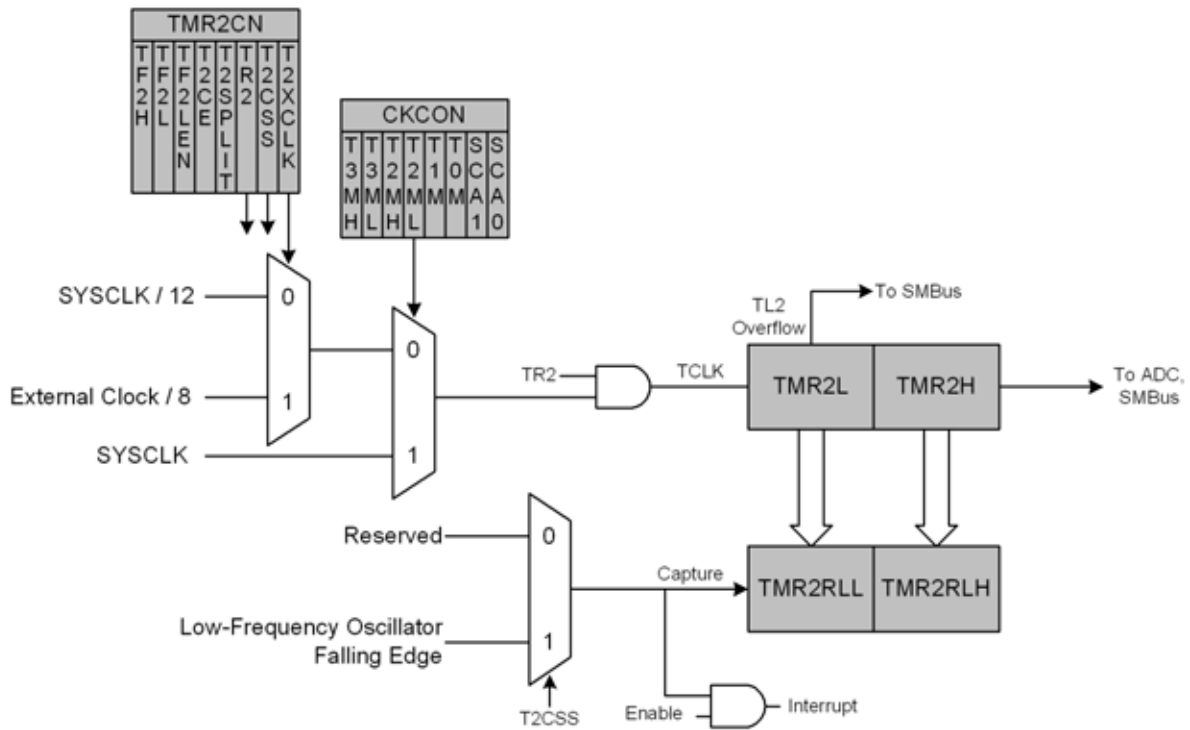 TMR2CN
TF2H
TF2L
TF2LEN
T2CE
T2SPLIT
TR2
T2CSS
T2XCLK
CKCON
T3MH
T3ML
T2MH
T2ML
T1M
T0M
SCA1
SCA0
SYSCLK / 12
0
External Clock / 8
1
SYSCLK
0
1
TR2
TCLK
TL2
Overflow
To SMBus
TMR2L
TMR2H
To ADC,
SMBus
Reserved
0
Low-Frequency Oscillator
Falling Edge
1
T2CSS
Capture
TMR2RLL
TMR2RLH
Enable
Interrupt